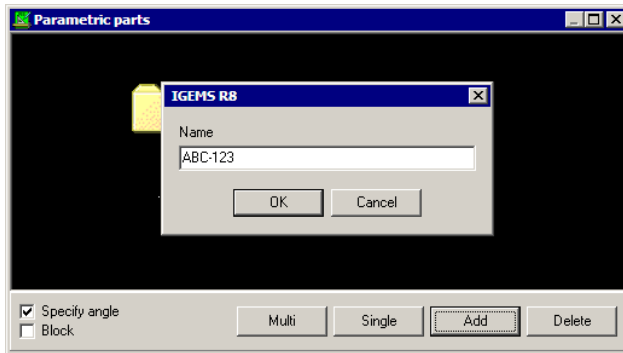 Parametric parts
IGEMS R8
Name
ABC-123
OK Cancel
Specify angle
Block
Multi Single Add Delete